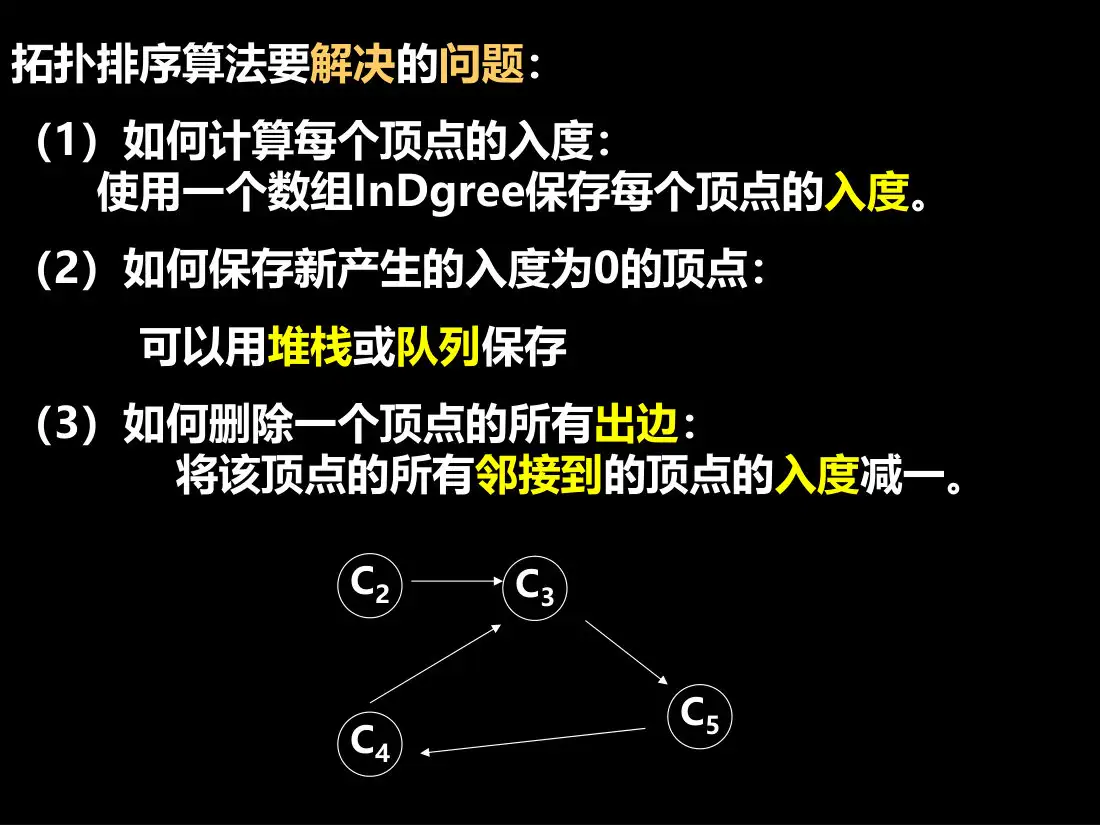 拓扑排序算法要解决的问题：
（1）如何计算每个顶点的入度：
使用一个数组InDgree保存每个顶点的入度。
（2）如何保存新产生的入度为0的顶点：
可以用堆栈或队列保存
（3）如何删除一个顶点的所有出边：
将该顶点的所有邻接到的顶点的入度减一。
C2
C3
C5
C4